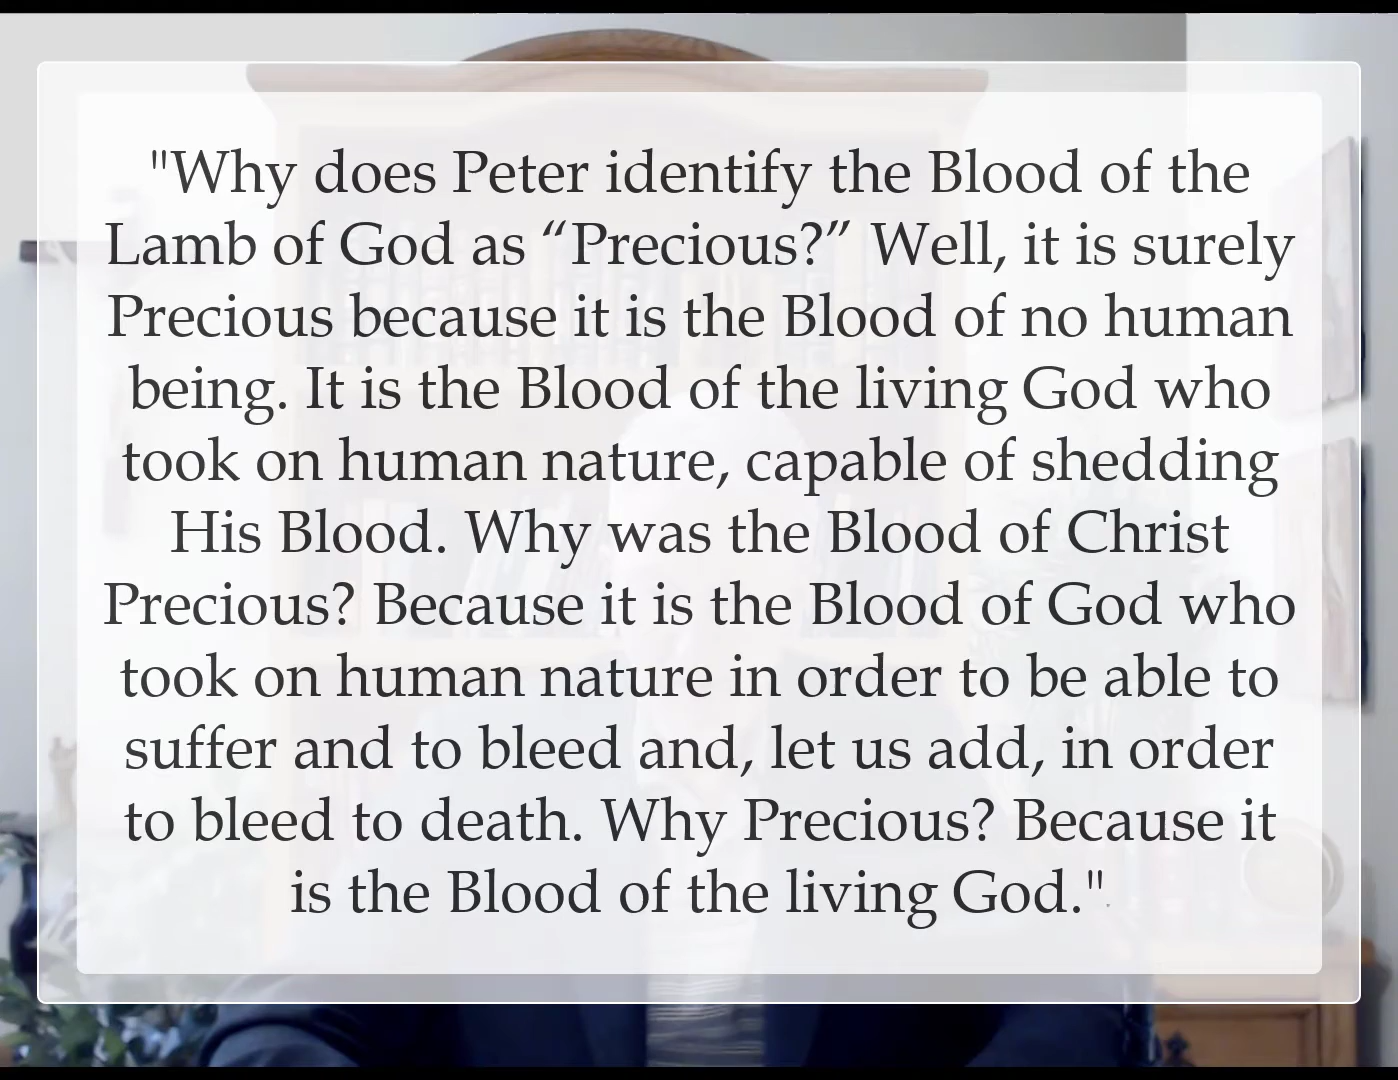 "Why does Peter identify the Blood of the
Lamb of God as “Precious?” Well, it is surely
Precious because it is the Blood of no human
being. It is the Blood of the living God who
took on human nature, capable of shedding
His Blood. Why was the Blood of Christ
Precious? Because it is the Blood of God who
took on human nature in order to be able to
suffer and to bleed and, let us add, in order
to bleed to death. Why Precious? Because it
is the Blood of the living God."